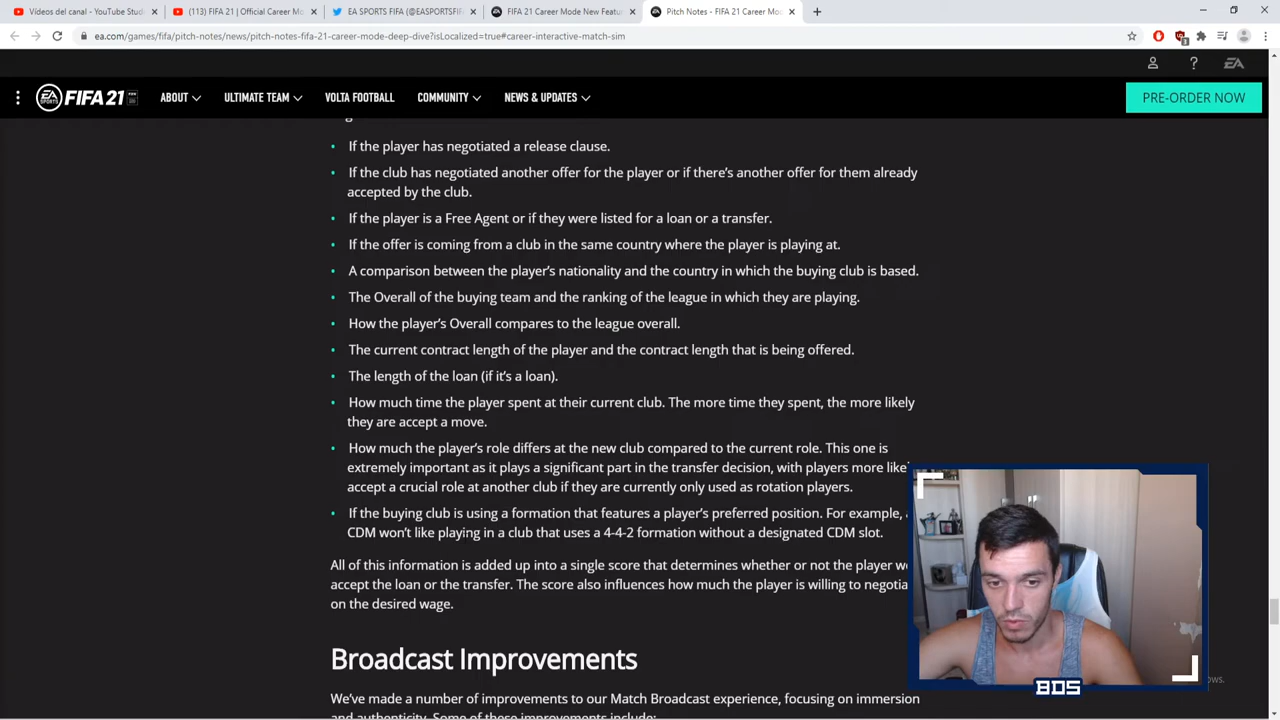 Vídeos del canal - YouTube Studi
(113) FIFA 21 | Official Career Mo
EA SPORTS FIFA (@EASPORTSFIFA
FIFA 21 Career Mode New Featur
Pitch Notes - FIFA 21 Career Mo
ea.com/games/fifa/pitch-notes/news/pitch-notes-fifa-21-career-mode-deep-dive?isLocalized=true#career-interactive-match-sim
EA
EA SPORTS FIFA 21 ABOUT ULTIMATE TEAM VOLTA FOOTBALL COMMUNITY NEWS & UPDATES PRE-ORDER NOW
• If the player has negotiated a release clause.
• If the club has negotiated another offer for the player or if there's another offer for them already
accepted by the club.
• If the player is a Free Agent or if they were listed for a loan or a transfer.
• If the offer is coming from a club in the same country where the player is playing at.
• A comparison between the player's nationality and the country in which the buying club is based.
• The Overall of the buying team and the ranking of the league in which they are playing.
• How the player's Overall compares to the league overall.
• The current contract length of the player and the contract length that is being offered.
• The length of the loan (if it's a loan).
• How much time the player spent at their current club. The more time they spent, the more likely
they are accept a move.
• How much the player's role differs at the new club compared to the current role. This one is
extremely important as it plays a significant part in the transfer decision, with players more likel
accept a crucial role at another club if they are currently only used as rotation players.
• If the buying club is using a formation that features a player's preferred position. For example,
CDM won't like playing in a club that uses a 4-4-2 formation without a designated CDM slot.
All of this information is added up into a single score that determines whether or not the player w
accept the loan or the transfer. The score also influences how much the player is willing to negotia
on the desired wage.
Broadcast Improvements
We've made a number of improvements to our Match Broadcast experience, focusing on immersion
and authenticity. Some of these improvements include:
BDS